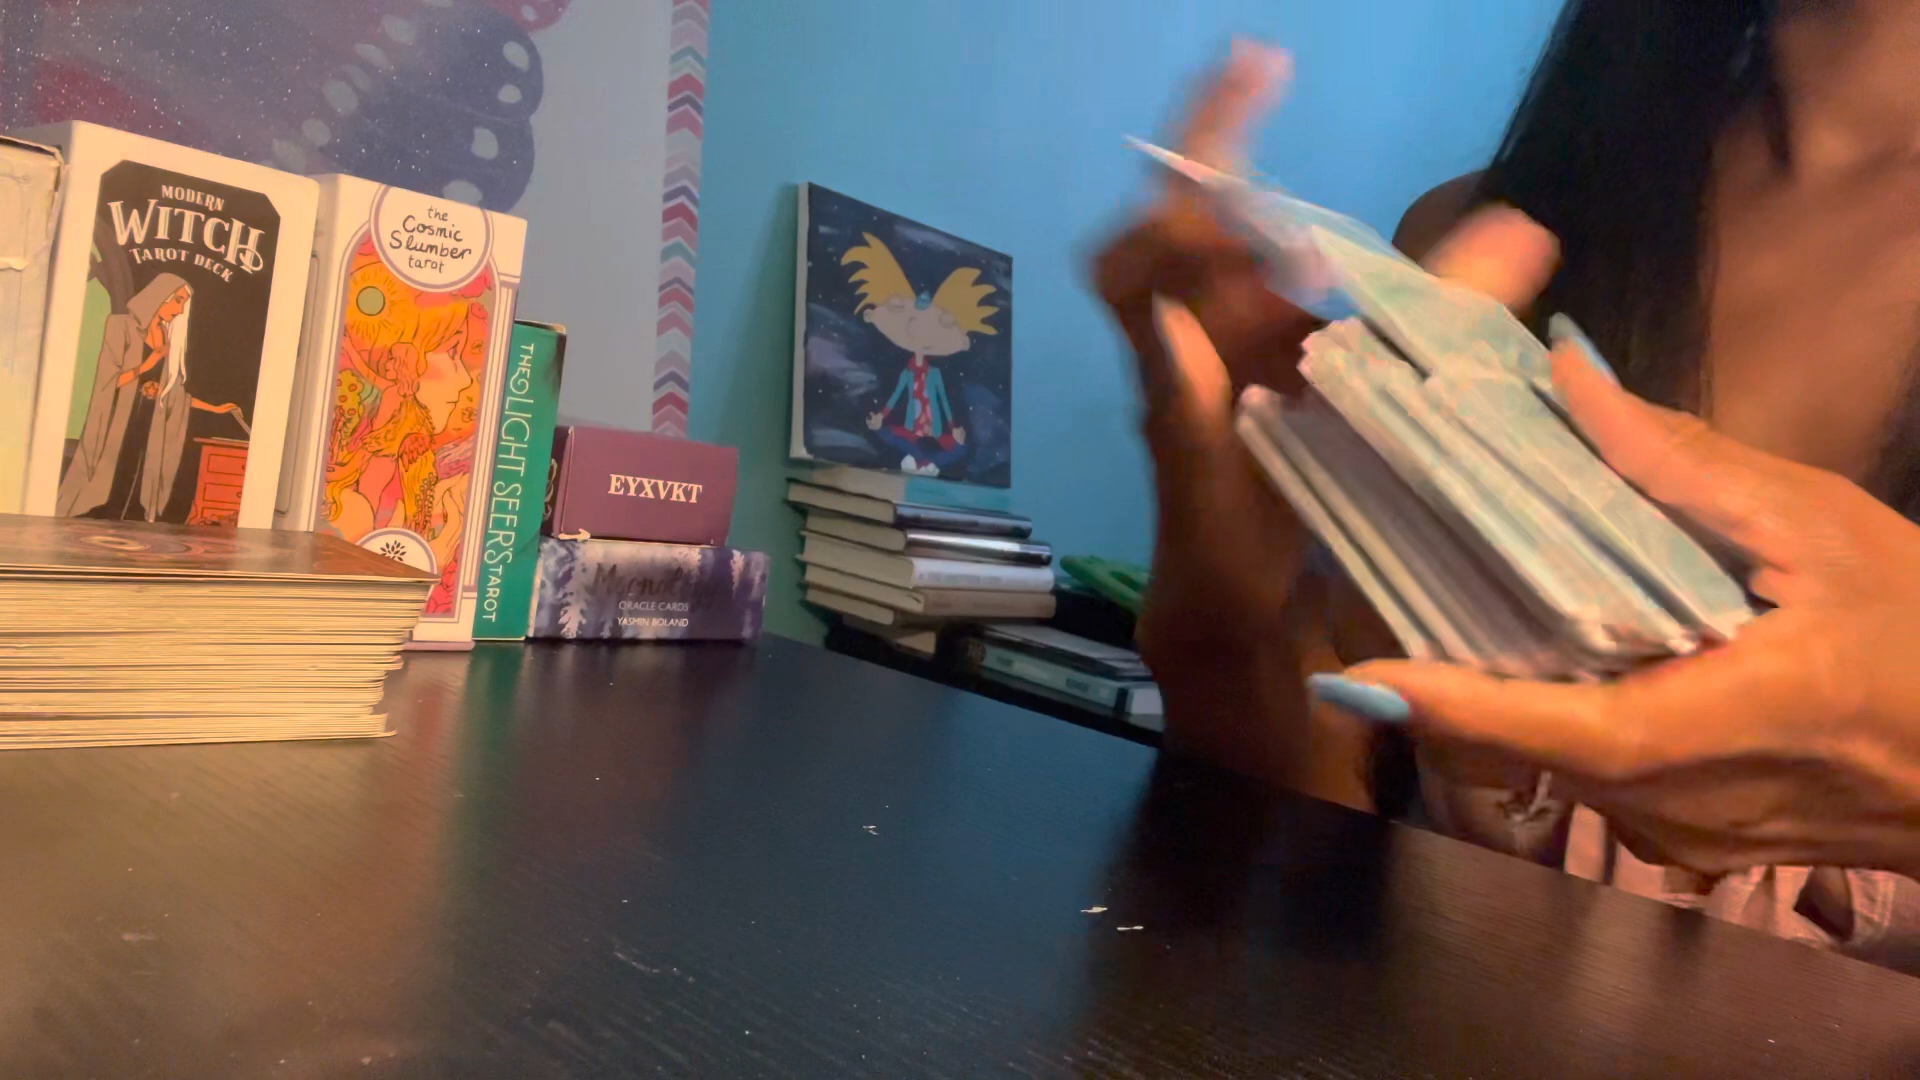 MODERN
WITCH
TAROT DECK
the
Cosmic
Slumber
tarot
THE LIGHT SEER'S TAROT
EYXVKT
Moonology
ORACLE CARDS
YASMIN BOLAND